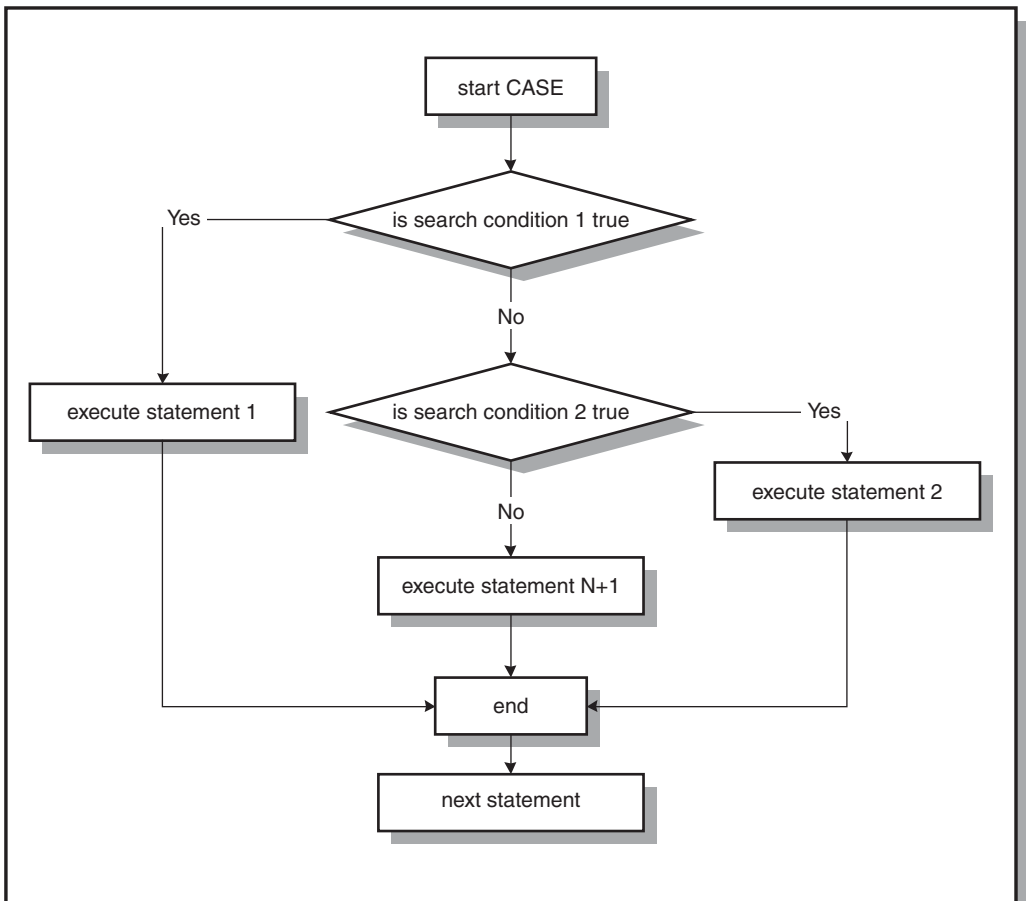 start CASE
is search condition 1 true
Yes
No
execute statement 1
is search condition 2 true
Yes
execute statement 2
No
execute statement N+1
end
next statement